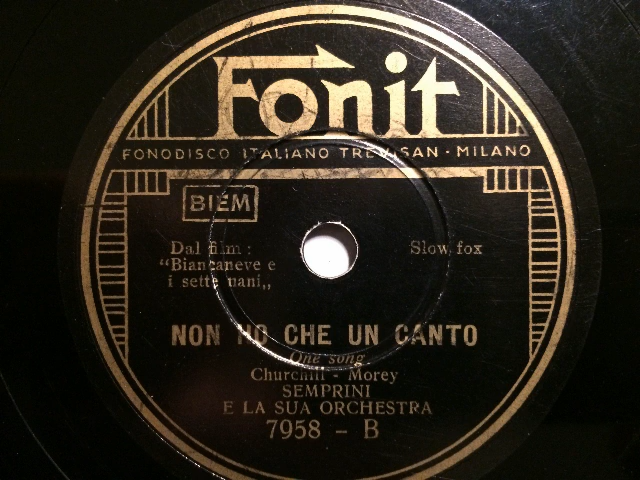 Fonit
FONODISCO ITALIANO TREVISAN · MILANO
BIEM
Dal film :
"Biancaneve e
i sette nani„
Slow fox
NON HO CHE UN CANTO
One song
Churchill - Morey
SEMPRINI
E LA SUA ORCHESTRA
7958 - B